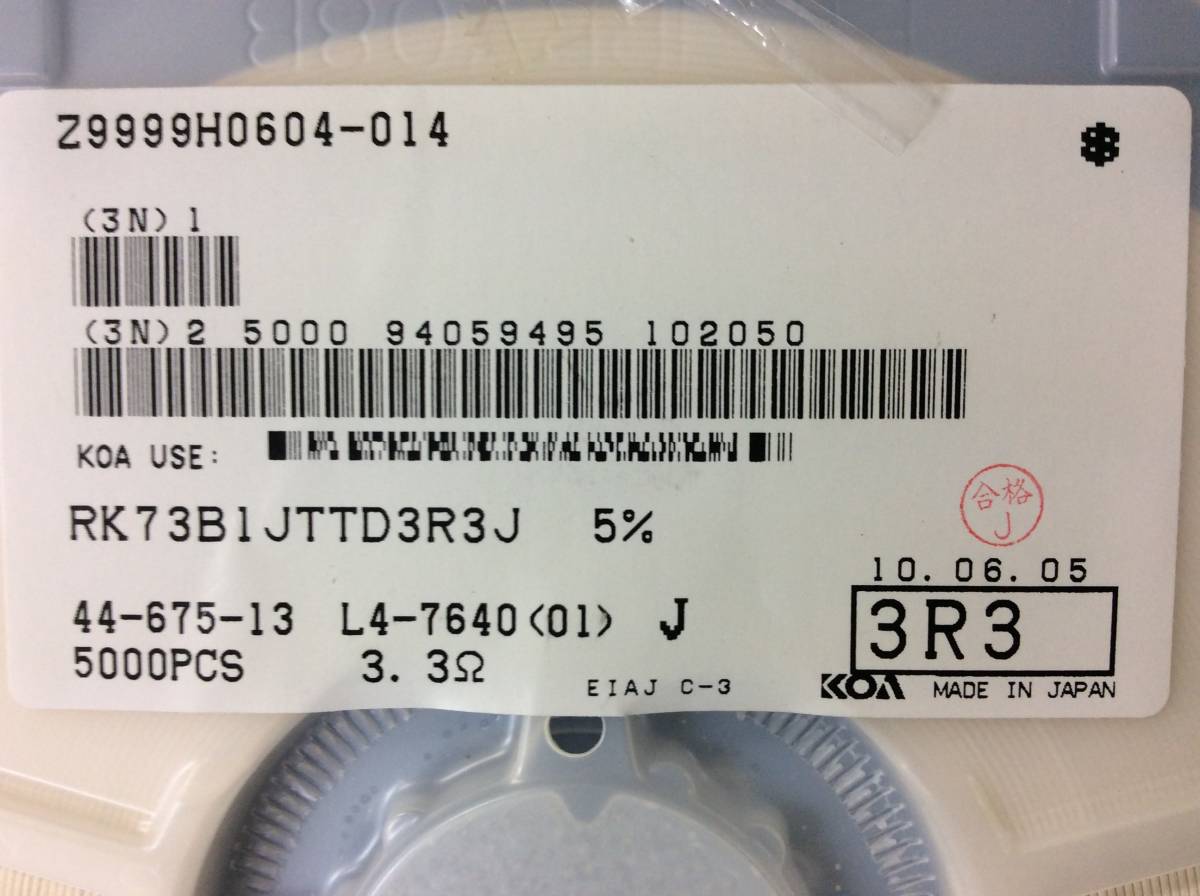 Z9999H0604-014
(3N) 1
(3N) 2 5000 94059495 102050
KOA USE:
RK73B1JTTD3R3J 5%
合格
J
10. 06. 05
44-675-13 L4-7640(01) J
3R3
5000PCS 3. 3Ω
EIAJ C-3
KOA MADE IN JAPAN